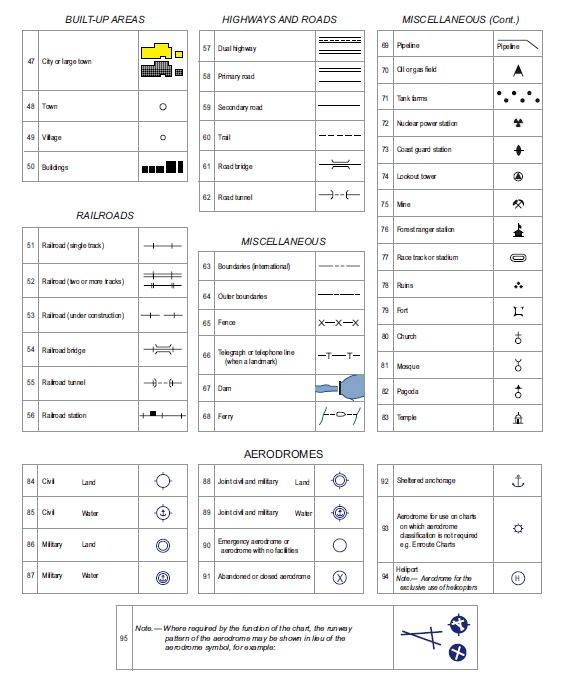 BUILT-UP AREAS
47 City or large town
48 Town
49 Village
50 Buildings
RAILROADS
51 Railroad (single track)
52 Railroad (two or more tracks)
53 Railroad (under construction)
54 Railroad bridge
55 Railroad tunnel
56 Railroad station
HIGHWAYS AND ROADS
57 Dual highway
58 Primary road
59 Secondary road
60 Trail
61 Road bridge
62 Road tunnel
MISCELLANEOUS
63 Boundaries (international)
64 Outer boundaries
65 Fence
66 Telegraph or telephone line
(when a landmark)
T T
67 Dam
68 Ferry
MISCELLANEOUS (Cont.)
69 Pipeline Pipeline
70 Oil or gas field
71 Tank farms
72 Nuclear power station
73 Coast guard station
74 Lookout tower
75 Mine
76 Forest ranger station
77 Race track or stadium
78 Ruins
79 Fort
80 Church
81 Mosque
82 Pagoda
83 Temple
AERODROMES
84 Civil Land
85 Civil Water
86 Military Land
87 Military Water
88 Joint civil and military Land
89 Joint civil and military Water
90 Emergency aerodrome or
aerodrome with no facilities
91 Abandoned or closed aerodrome X
92 Sheltered anchorage
93 Aerodrome for use on charts
on which aerodrome
classification is not required
e.g. Enroute Charts
94 Heliport H
Note.— Aerodrome for the
exclusive use of helicopters
95 Note.— Where required by the function of the chart, the runway
pattern of the aerodrome may be shown in lieu of the
aerodrome symbol, for example: